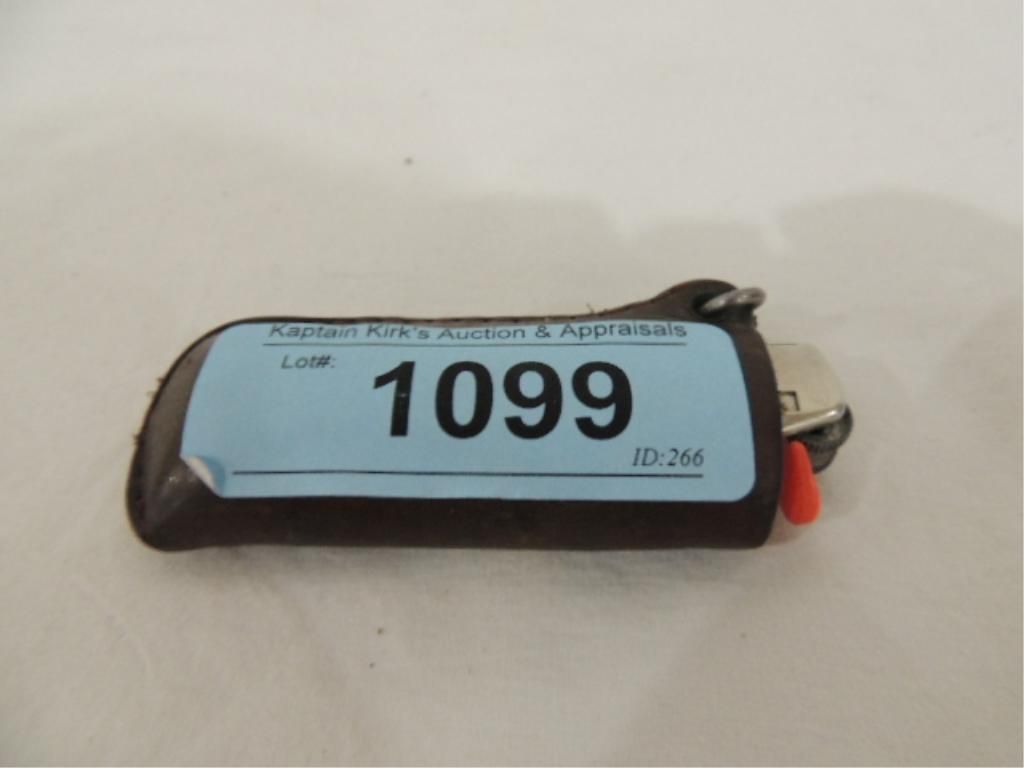 Kaptain Kirk's Auction & Appraisals
Lot#:
1099
ID:266